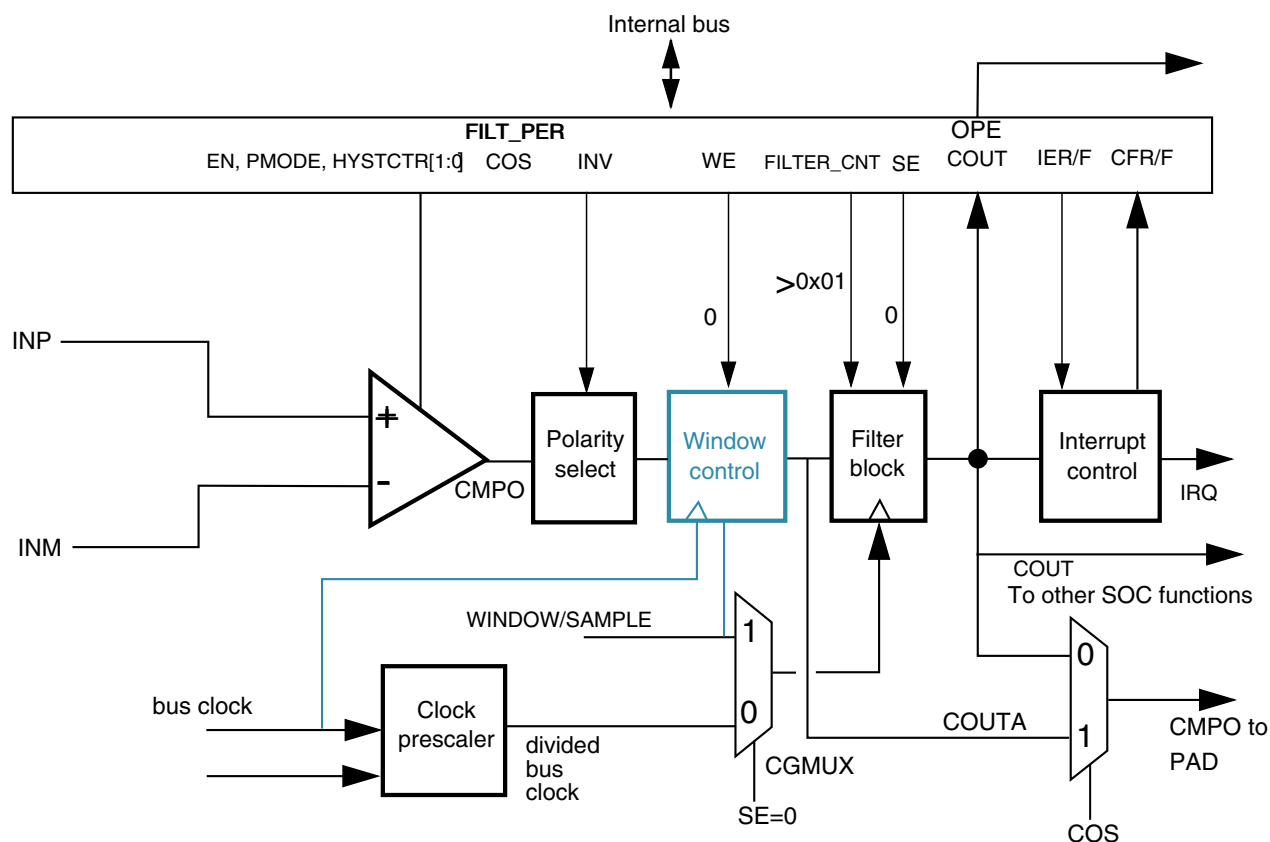 Internal bus
FILT_PER
OPE
EN, PMODE, HYSTCTR[1:0] COS INV WE FILTER_CNT SE COUT IER/F CFR/F
>0x01
0
0
INP
+
Polarity
select
Window
control
Filter
block
Interrupt
control
-
CMPO
IRQ
INM
COUT
To other SOC functions
WINDOW/SAMPLE
1
0
bus clock
Clock
prescaler
0
COUTA
1
CMPO to
PAD
divided
bus
clock
CGMUX
SE=0
COS